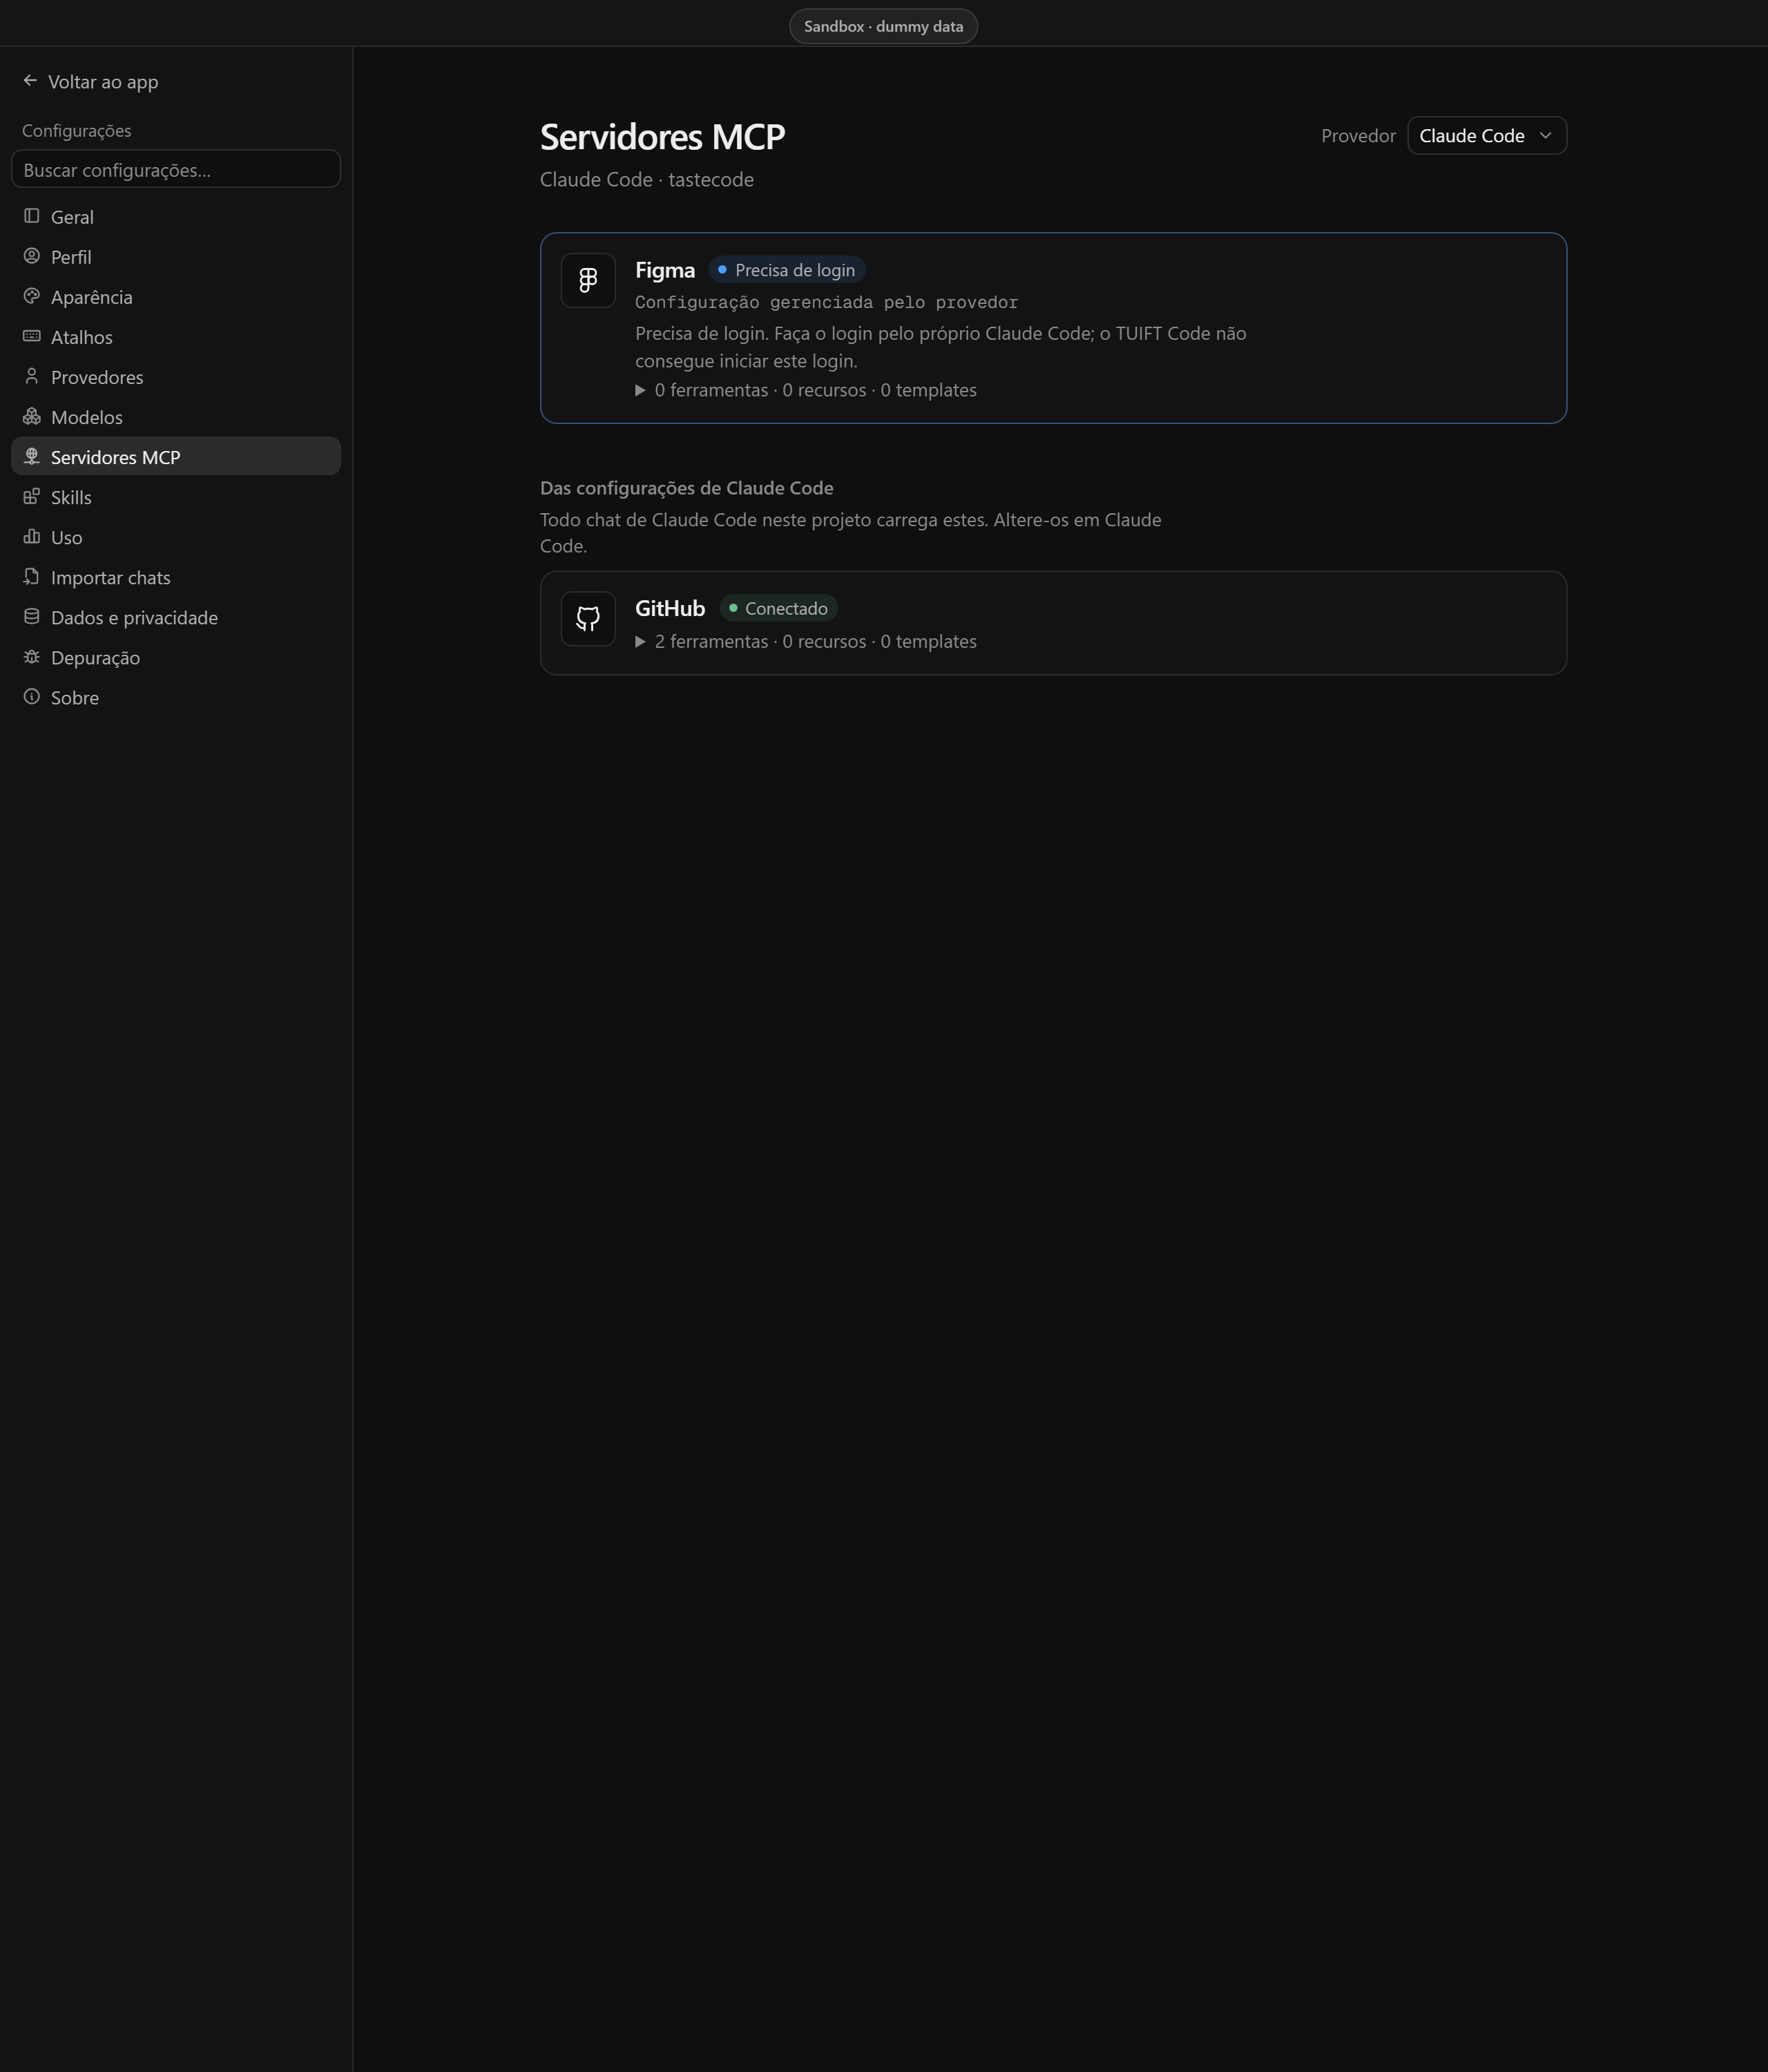 Sandbox · dummy data
Voltar ao app
Configurações
Buscar configurações...
Geral
Perfil
Aparência
Atalhos
Provedores
Modelos
Servidores MCP
Skills
Uso
Importar chats
Dados e privacidade
Depuração
Sobre
Servidores MCP
Provedor Claude Code
Claude Code · tastecode
Figma Precisa de login
Configuração gerenciada pelo provedor
Precisa de login. Faça o login pelo próprio Claude Code; o TUIFT Code não
consegue iniciar este login.
0 ferramentas · 0 recursos · 0 templates
Das configurações de Claude Code
Todo chat de Claude Code neste projeto carrega estes. Altere-os em Claude
Code.
GitHub Conectado
2 ferramentas · 0 recursos · 0 templates